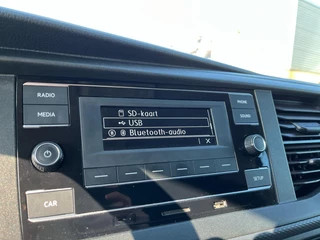 RADIO
MEDIA
SD-kaart
USB
Bluetooth-audio
PHONE
SOUND
CAR
SETUP